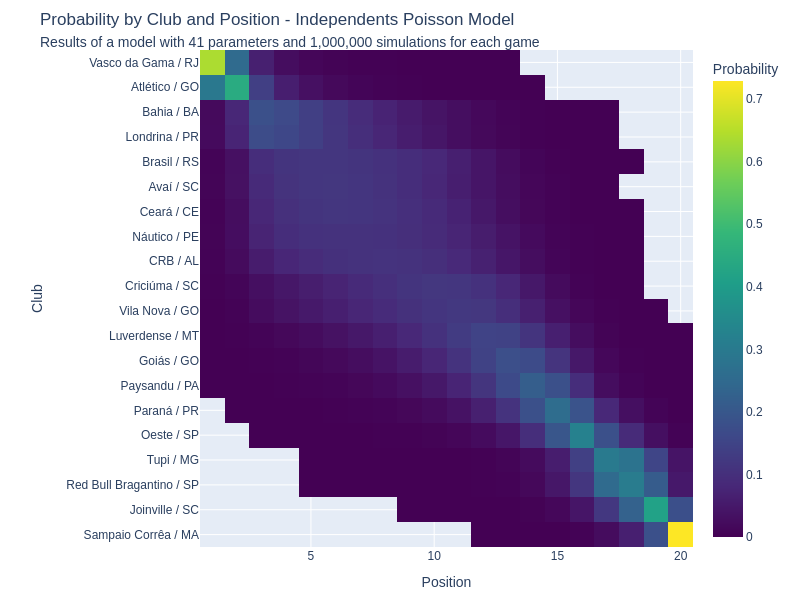 Probability by Club and Position - Independents Poisson Model
Results of a model with 41 parameters and 1,000,000 simulations for each game
Probability
Club
Vasco da Gama / RJ
Atlético / GO
Bahia / BA
Londrina / PR
Brasil / RS
Avaí / SC
Ceará / CE
Náutico / PE
CRB / AL
Criciúma / SC
Vila Nova / GO
Luverdense / MT
Goiás / GO
Paysandu / PA
Paraná / PR
Oeste / SP
Tupi / MG
Red Bull Bragantino / SP
Joinville / SC
Sampaio Corrêa / MA
0.7
0.6
0.5
0.4
0.3
0.2
0.1
0
5 10 15 20
Position